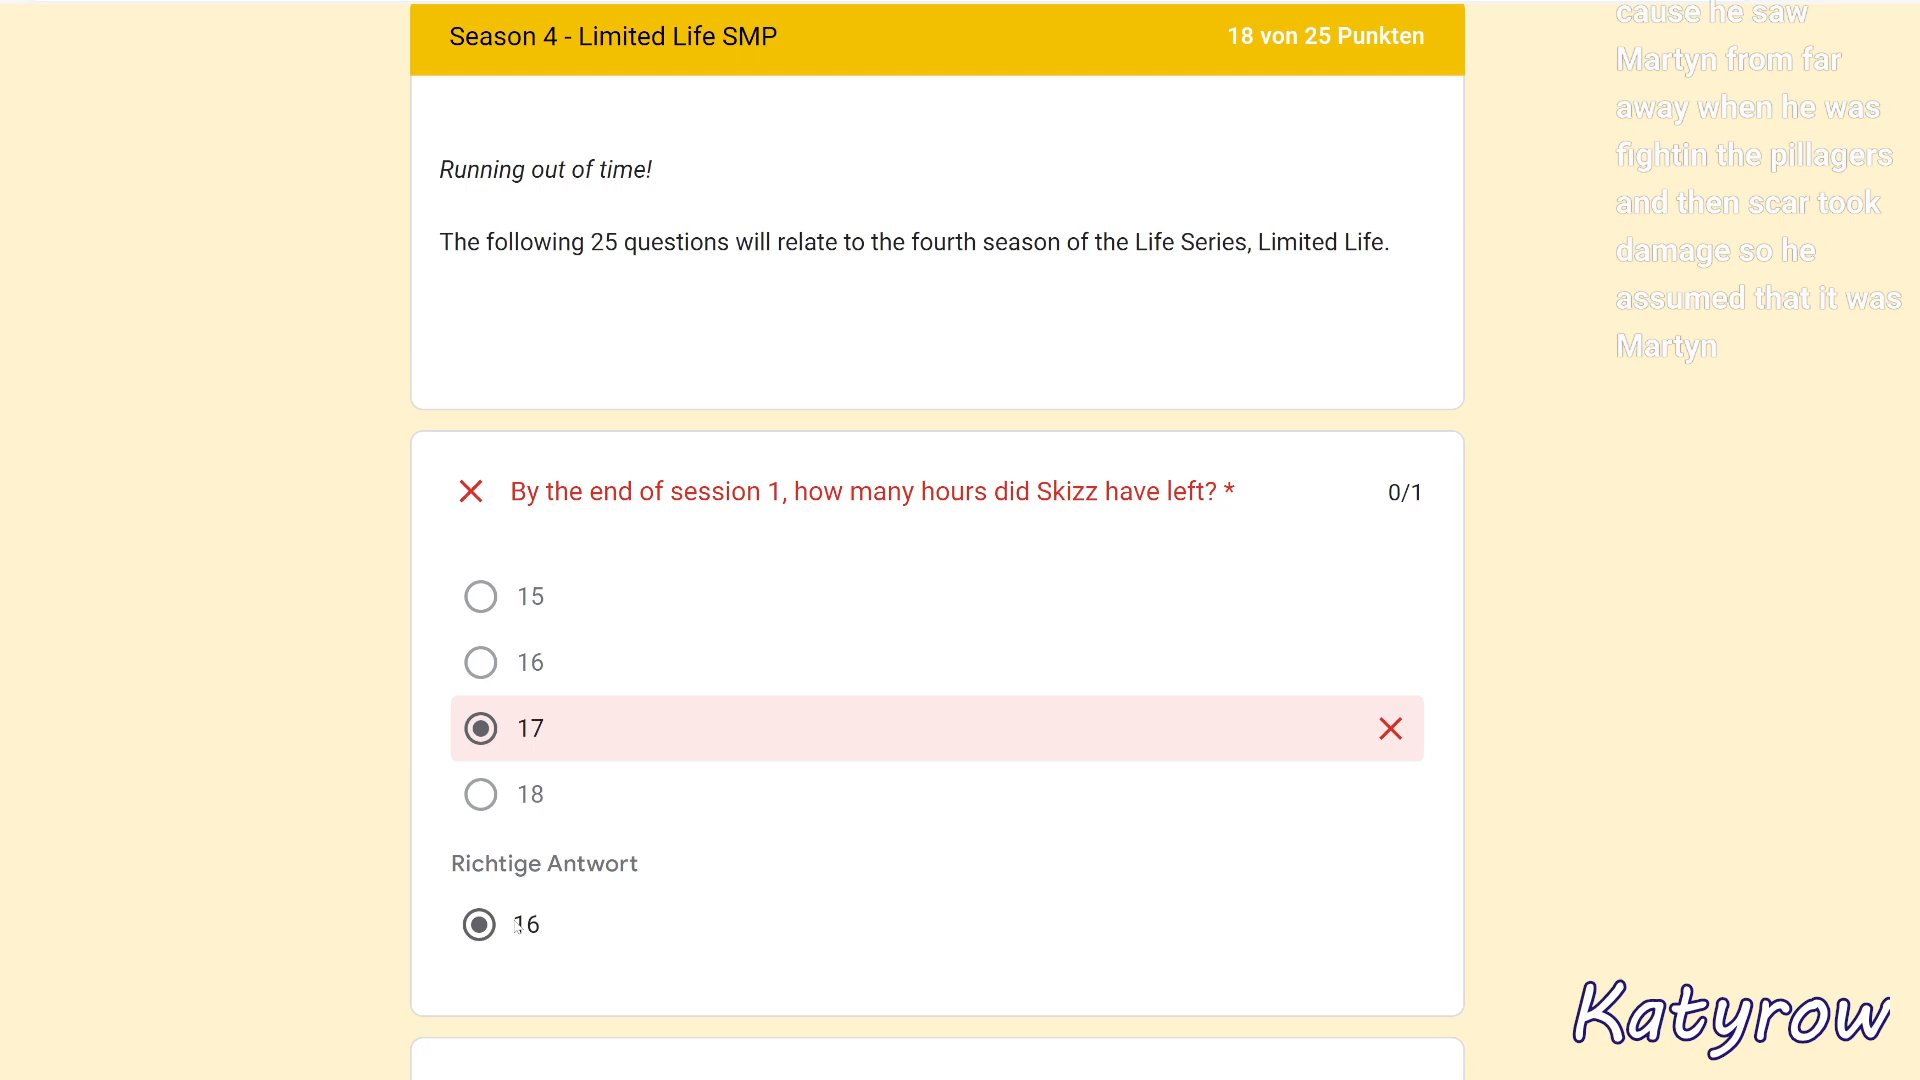 Season 4 - Limited Life SMP
18 von 25 Punkten
Running out of time!
The following 25 questions will relate to the fourth season of the Life Series, Limited Life.
By the end of session 1, how many hours did Skizz have left? *
0/1
15
16
17
18
Richtige Antwort
16
cause he saw
Martyn from far
away when he was
fightin the pillagers
and then scar took
damage so he
assumed that it was
Martyn
Katyrow